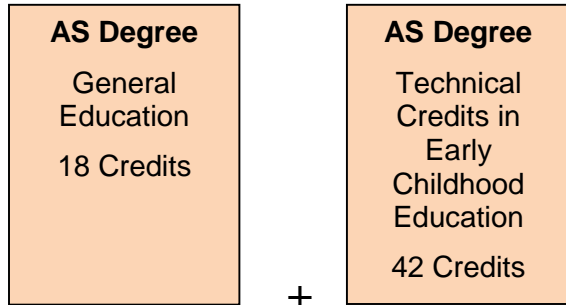 AS Degree
General
Education
18 Credits
+
AS Degree
Technical
Credits in
Early
Childhood
Education
42 Credits